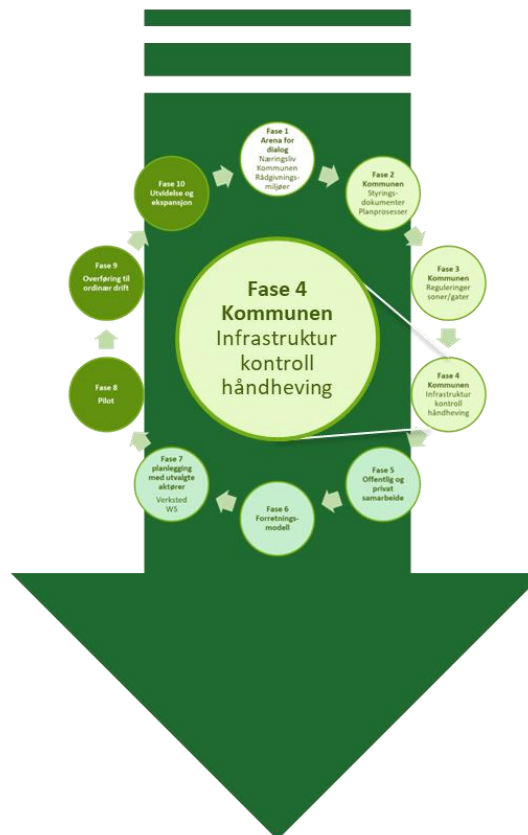 Fase 1
Arena for
dialog
Næringsliv
Kommunen
Rådgivnings-
miljøer
Fase 2
Kommunen
Styrings-
dokumenter
Planprosesser
Fase 3
Kommunen
Reguleringer
soner/gater
Fase 4
Kommunen
Infrastruktur
kontroll
håndheving
Fase 5
Offentlig og
privat
samarbeide
Fase 6
Forretnings-
modell
Fase 7
planlegging
med utvalgte
aktører
Verksted
WS
Fase 8
Pilot
Fase 9
Overføring til
ordinær drift
Fase 10
Utvidelse og
ekspansjon
Fase 4
Kommunen
Infrastruktur
kontroll
håndheving